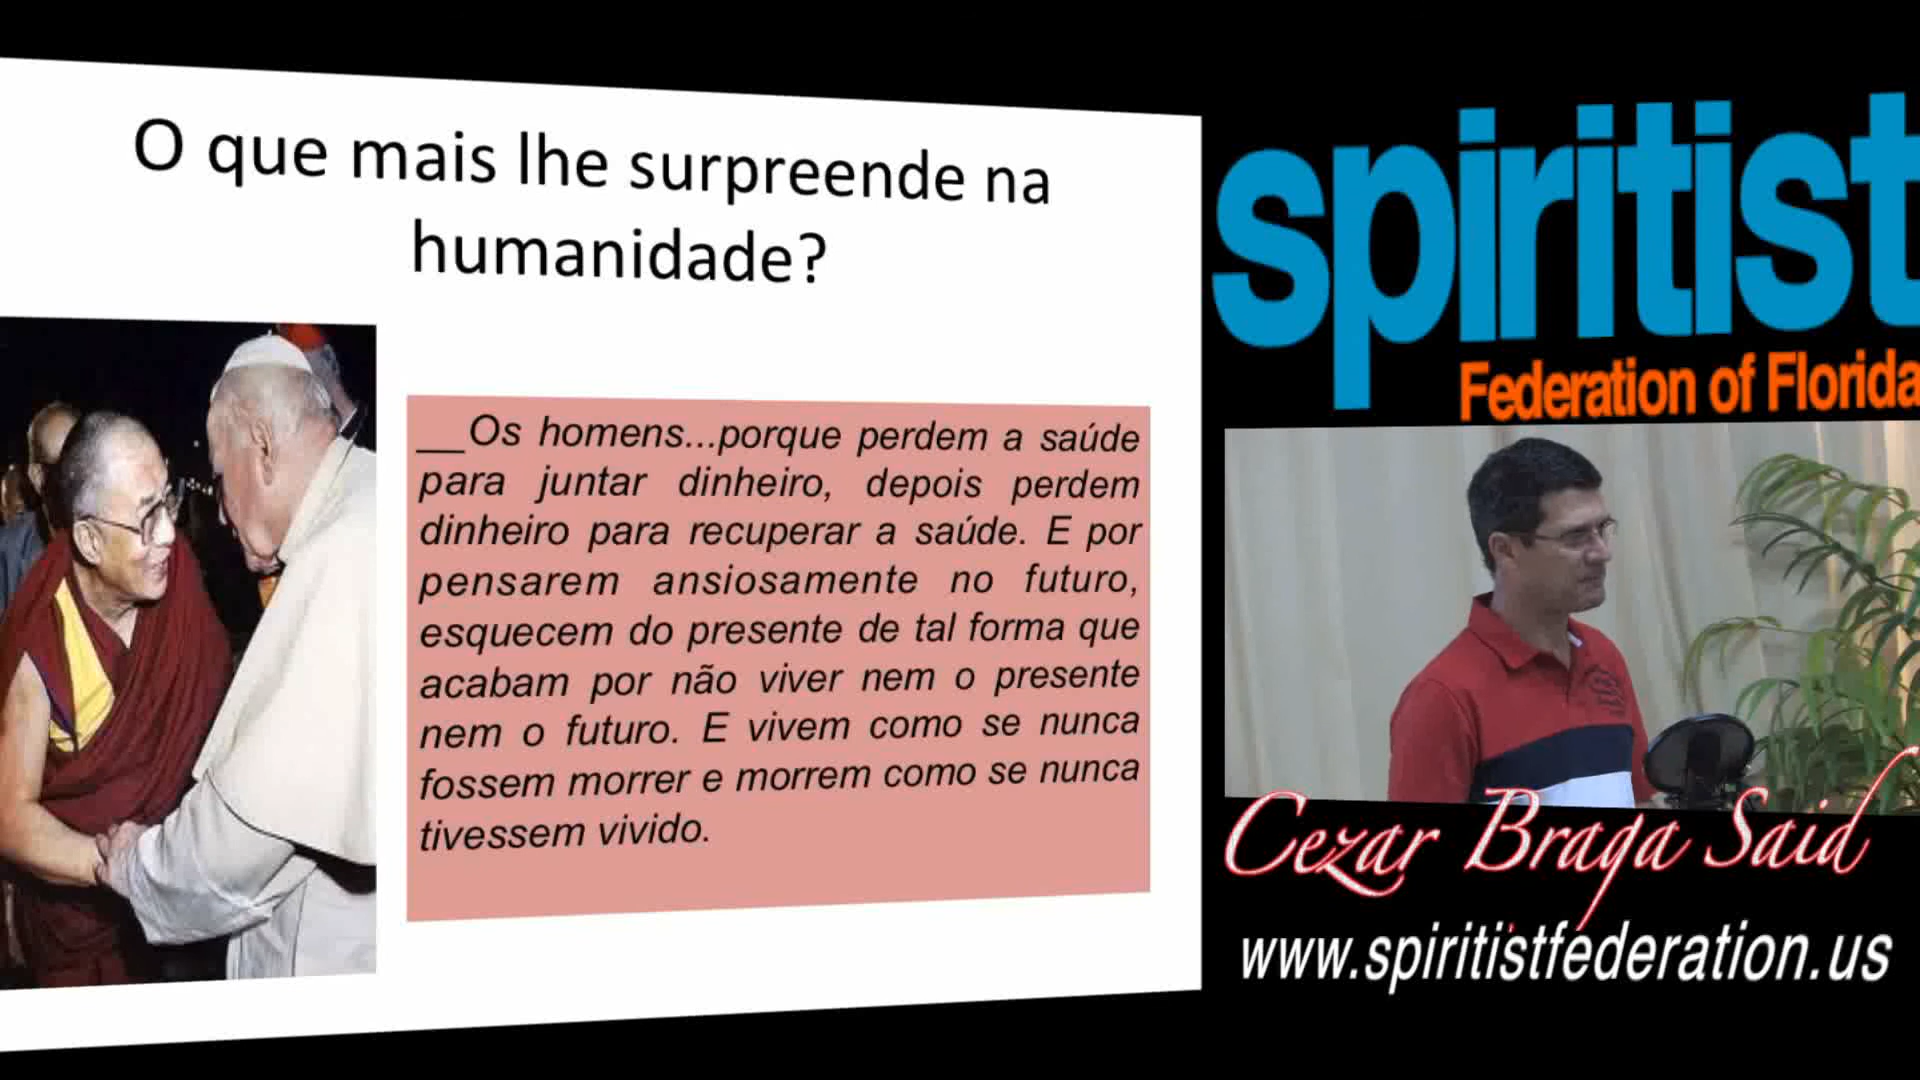 O que mais lhe surpreende na
humanidade?
__Os homens...porque perdem a saúde
para juntar dinheiro, depois perdem
dinheiro para recuperar a saúde. E por
pensarem ansiosamente no futuro,
esquecem do presente de tal forma que
acabam por não viver nem o presente
nem o futuro. E vivem como se nunca
fossem morrer e morrem como se nunca
tivessem vivido.
spiritist
Federation of Florida
Cezar Braga Said
www.spiritistfederation.us